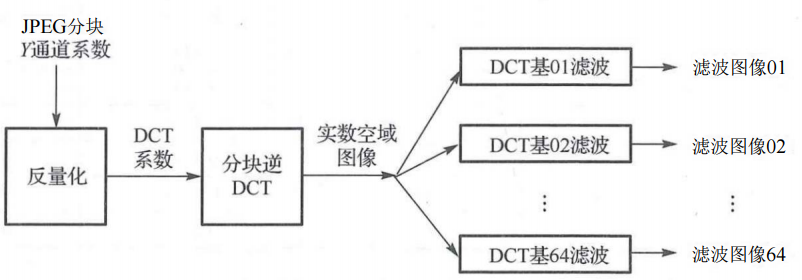 JPEG分块
Y通道系数
反量化
DCT
系数
分块逆
DCT
实数空域
图像
DCT基01滤波
滤波图像01
DCT基02滤波
滤波图像02
⋮
⋮
DCT基64滤波
滤波图像64